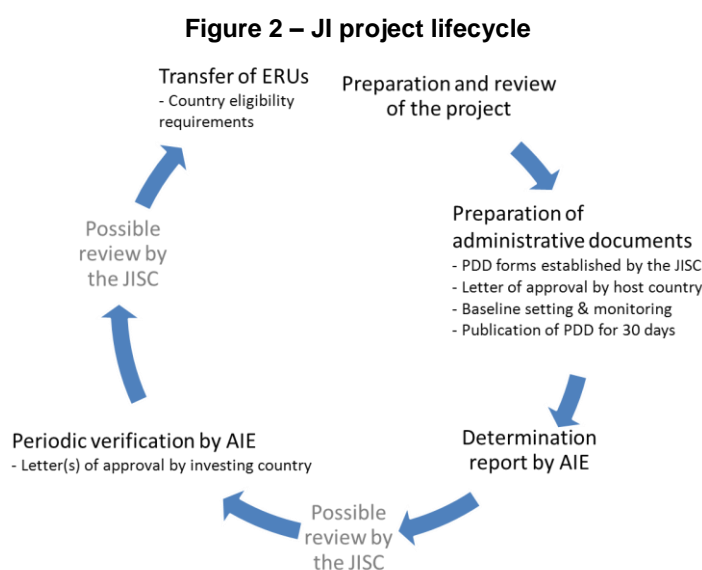 Figure 2 – JI project lifecycle
Preparation and review
of the project
Preparation of
administrative documents
- PDD forms established by the JISC
- Letter of approval by host country
- Baseline setting & monitoring
- Publication of PDD for 30 days
Determination
report by AIE
Possible
review by
the JISC
Periodic verification by AIE
- Letter(s) of approval by investing country
Possible
review by
the JISC
Transfer of ERUs
- Country eligibility
requirements